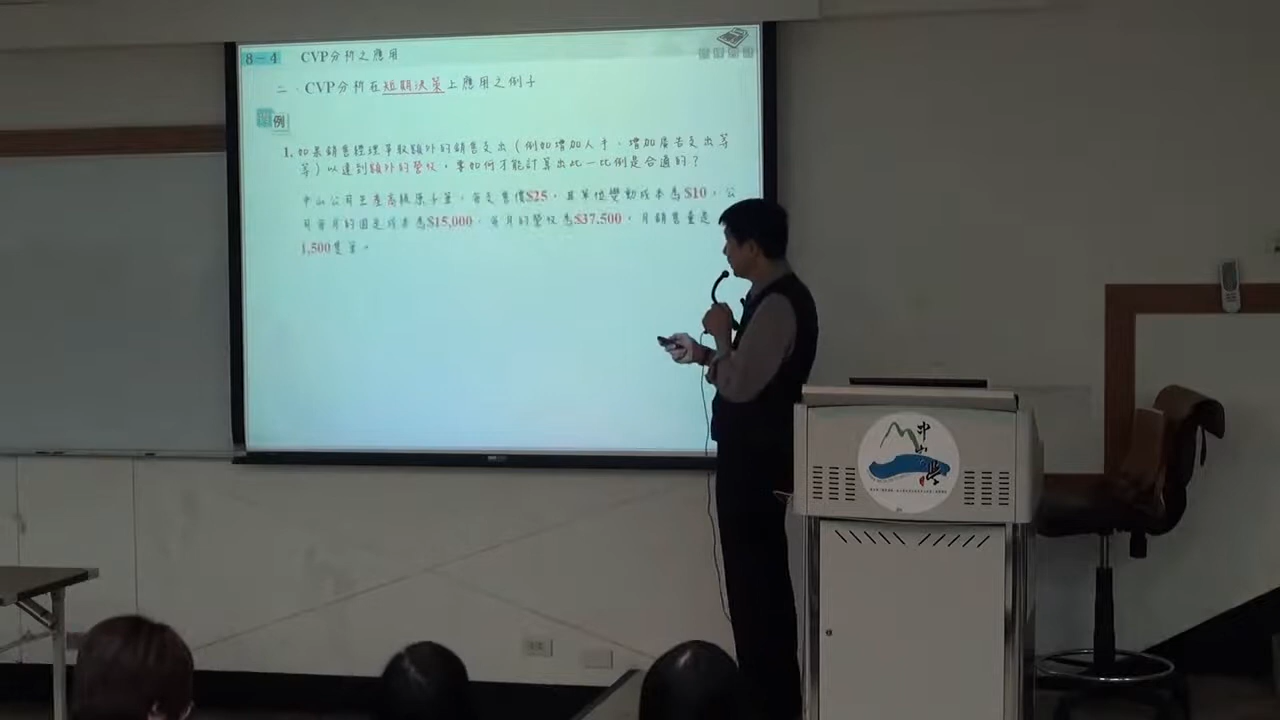 8-4 CVP分析之應用
二、CVP分析在短期決策上應用之例子
釋例
1. 如果銷售經理爭取額外的銷售支出（例如增加人手、增加廣告支出等
等）以達到額外的營收，要如何才能計算出此一比例是合適的？
中山公司生產高級原子筆，每支售價$25，其單位變動成本為$10，公
司每月的固定成本為$15,000，每月的營收為$37,500，月銷售量是
1,500隻筆。
中山大學